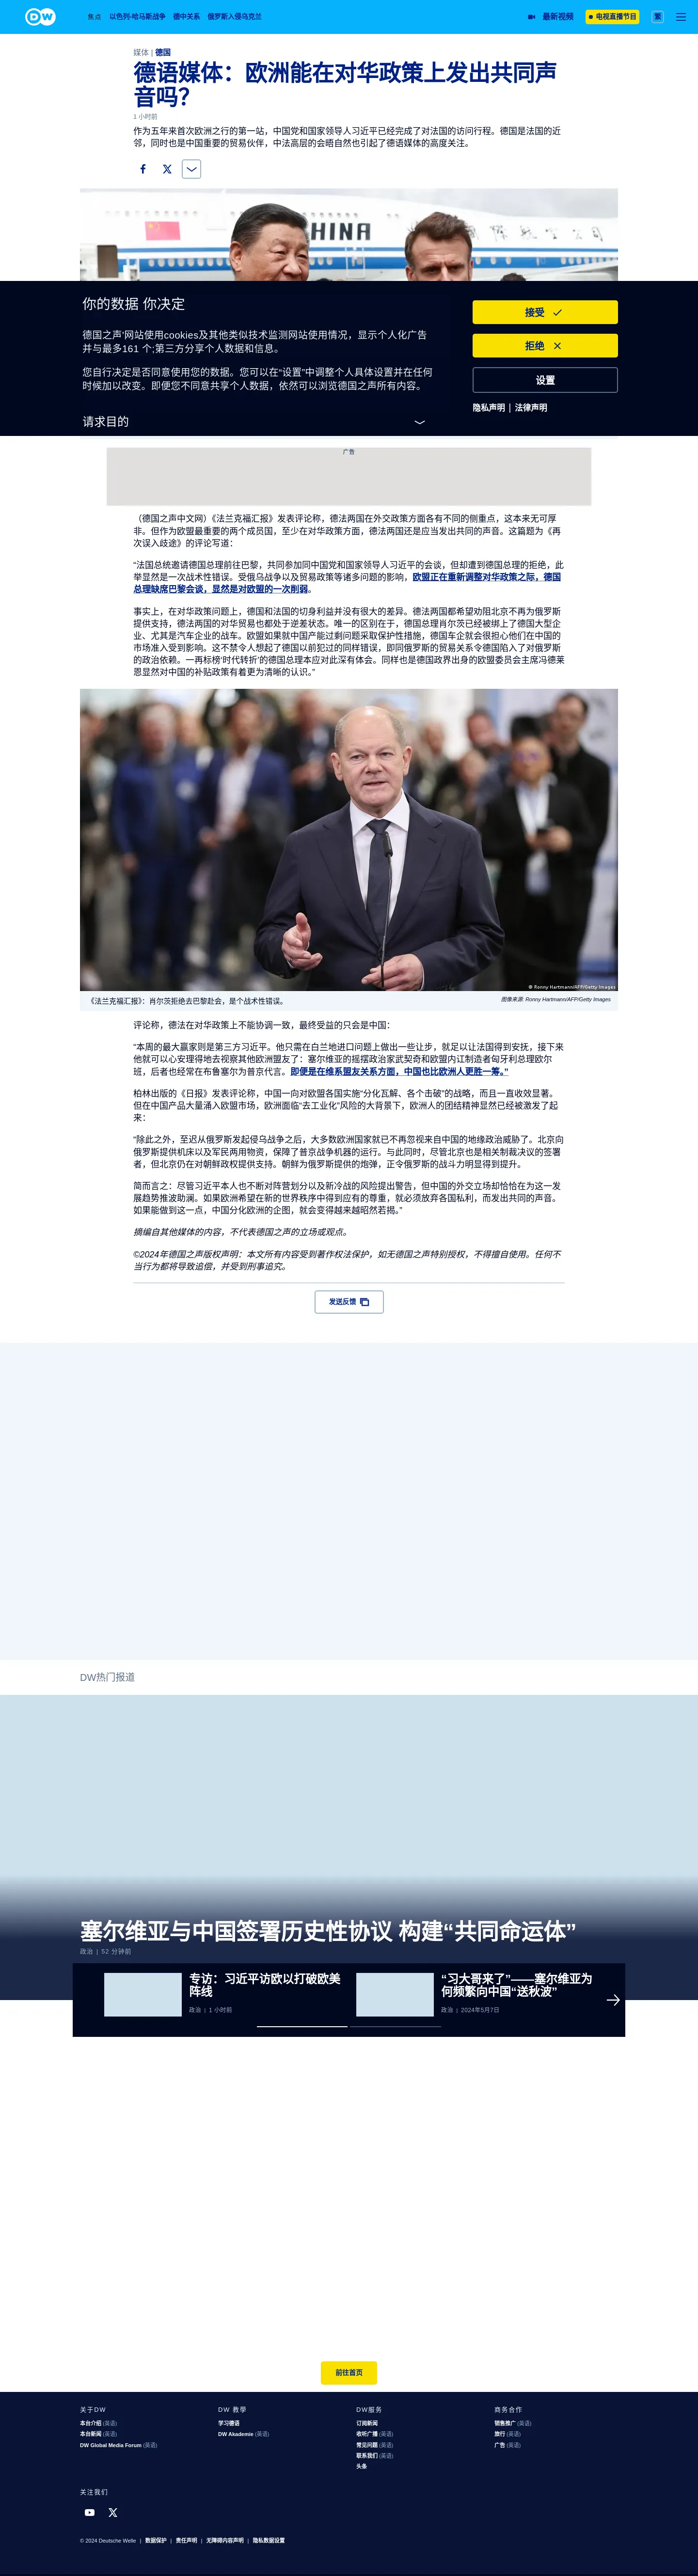 DW
焦点 以色列-哈马斯战争 德中关系 俄罗斯入侵乌克兰
最新视频 电视直播节目 繁
媒体 | 德国
德语媒体：欧洲能在对华政策上发出共同声
音吗？
1 小时前
作为五年来首次欧洲之行的第一站，中国党和国家领导人习近平已经完成了对法国的访问行程。德国是法国的近
邻，同时也是中国重要的贸易伙伴，中法高层的会晤自然也引起了德语媒体的高度关注。
CHINA
你的数据 你决定
德国之声‘网站使用cookies及其他类似技术监测网站使用情况，显示个人化广告
并与最多161 个;第三方分享个人数据和信息。
您自行决定是否同意使用您的数据。您可以在“设置”中调整个人具体设置并在任何
时候加以改变。即便您不同意共享个人数据，依然可以浏览德国之声所有内容。
请求目的
接受
拒绝
设置
隐私声明 | 法律声明
广告
（德国之声中文网）《法兰克福汇报》发表评论称，德法两国在外交政策方面各有不同的侧重点，这本来无可厚
非。但作为欧盟最重要的两个成员国，至少在对华政策方面，德法两国还是应当发出共同的声音。这篇题为《再
次误入歧途》的评论写道：
“法国总统邀请德国总理前往巴黎，共同参加同中国党和国家领导人习近平的会谈，但却遭到德国总理的拒绝，此
举显然是一次战术性错误。受俄乌战争以及贸易政策等诸多问题的影响，欧盟正在重新调整对华政策之际，德国
总理缺席巴黎会谈，显然是对欧盟的一次削弱。
事实上，在对华政策问题上，德国和法国的切身利益并没有很大的差异。德法两国都希望劝阻北京不再为俄罗斯
提供支持，德法两国的对华贸易也都处于逆差状态。唯一的区别在于，德国总理肖尔茨已经被绑上了德国大型企
业、尤其是汽车企业的战车。欧盟如果就中国产能过剩问题采取保护性措施，德国车企就会很担心他们在中国的
市场准入受到影响。这不禁令人想起了德国以前犯过的同样错误，即同俄罗斯的贸易关系令德国陷入了对俄罗斯
的政治依赖。一再标榜‘时代转折’的德国总理本应对此深有体会。同样也是德国政界出身的欧盟委员会主席冯德莱
恩显然对中国的补贴政策有着更为清晰的认识。”
© Ronny Hartmann/AFP/Getty Images
《法兰克福汇报》：肖尔茨拒绝去巴黎赴会，是个战术性错误。
图像来源: Ronny Hartmann/AFP/Getty Images
评论称，德法在对华政策上不能协调一致，最终受益的只会是中国：
“本周的最大赢家则是第三方习近平。他只需在白兰地进口问题上做出一些让步，就足以让法国得到安抚，接下来
他就可以心安理得地去视察其他欧洲盟友了：塞尔维亚的摇摆政治家武契奇和欧盟内讧制造者匈牙利总理欧尔
班，后者也经常在布鲁塞尔为普京代言。即便是在维系盟友关系方面，中国也比欧洲人更胜一筹。”
柏林出版的《日报》发表评论称，中国一向对欧盟各国实施“分化瓦解、各个击破”的战略，而且一直收效显著。
但在中国产品大量涌入欧盟市场，欧洲面临“去工业化”风险的大背景下，欧洲人的团结精神显然已经被激发了起
来：
“除此之外，至迟从俄罗斯发起侵乌战争之后，大多数欧洲国家就已不再忽视来自中国的地缘政治威胁了。北京向
俄罗斯提供机床以及军民两用物资，保障了普京战争机器的运行。与此同时，尽管北京也是相关制裁决议的签署
者，但北京仍在对朝鲜政权提供支持。朝鲜为俄罗斯提供的炮弹，正令俄罗斯的战斗力明显得到提升。
简而言之：尽管习近平本人也不断对阵营划分以及新冷战的风险提出警告，但中国的外交立场却恰恰在为这一发
展趋势推波助澜。如果欧洲希望在新的世界秩序中得到应有的尊重，就必须放弃各国私利，而发出共同的声音。
如果能做到这一点，中国分化欧洲的企图，就会变得越来越昭然若揭。”
摘编自其他媒体的内容，不代表德国之声的立场或观点。
©2024年德国之声版权声明：本文所有内容受到著作权法保护，如无德国之声特别授权，不得擅自使用。任何不
当行为都将导致追偿，并受到刑事追究。
发送反馈
DW热门报道
塞尔维亚与中国签署历史性协议 构建“共同命运体”
政治 | 52 分钟前
专访：习近平访欧以打破欧美
阵线
政治 | 1 小时前
“习大哥来了”——塞尔维亚为
何频繁向中国“送秋波”
政治 | 2024年5月7日
前往首页
关于DW
本台介绍 (英语)
本台新闻 (英语)
DW Global Media Forum (英语)
DW 教學
学习德语
DW Akademie (英语)
DW服务
订阅新闻
收听广播 (英语)
常见问题 (英语)
联系我们 (英语)
头条
商务合作
销售推广 (英语)
旅行 (英语)
广告 (英语)
关注我们
© 2024 Deutsche Welle | 数据保护 | 责任声明 | 无障碍内容声明 | 隐私数据设置